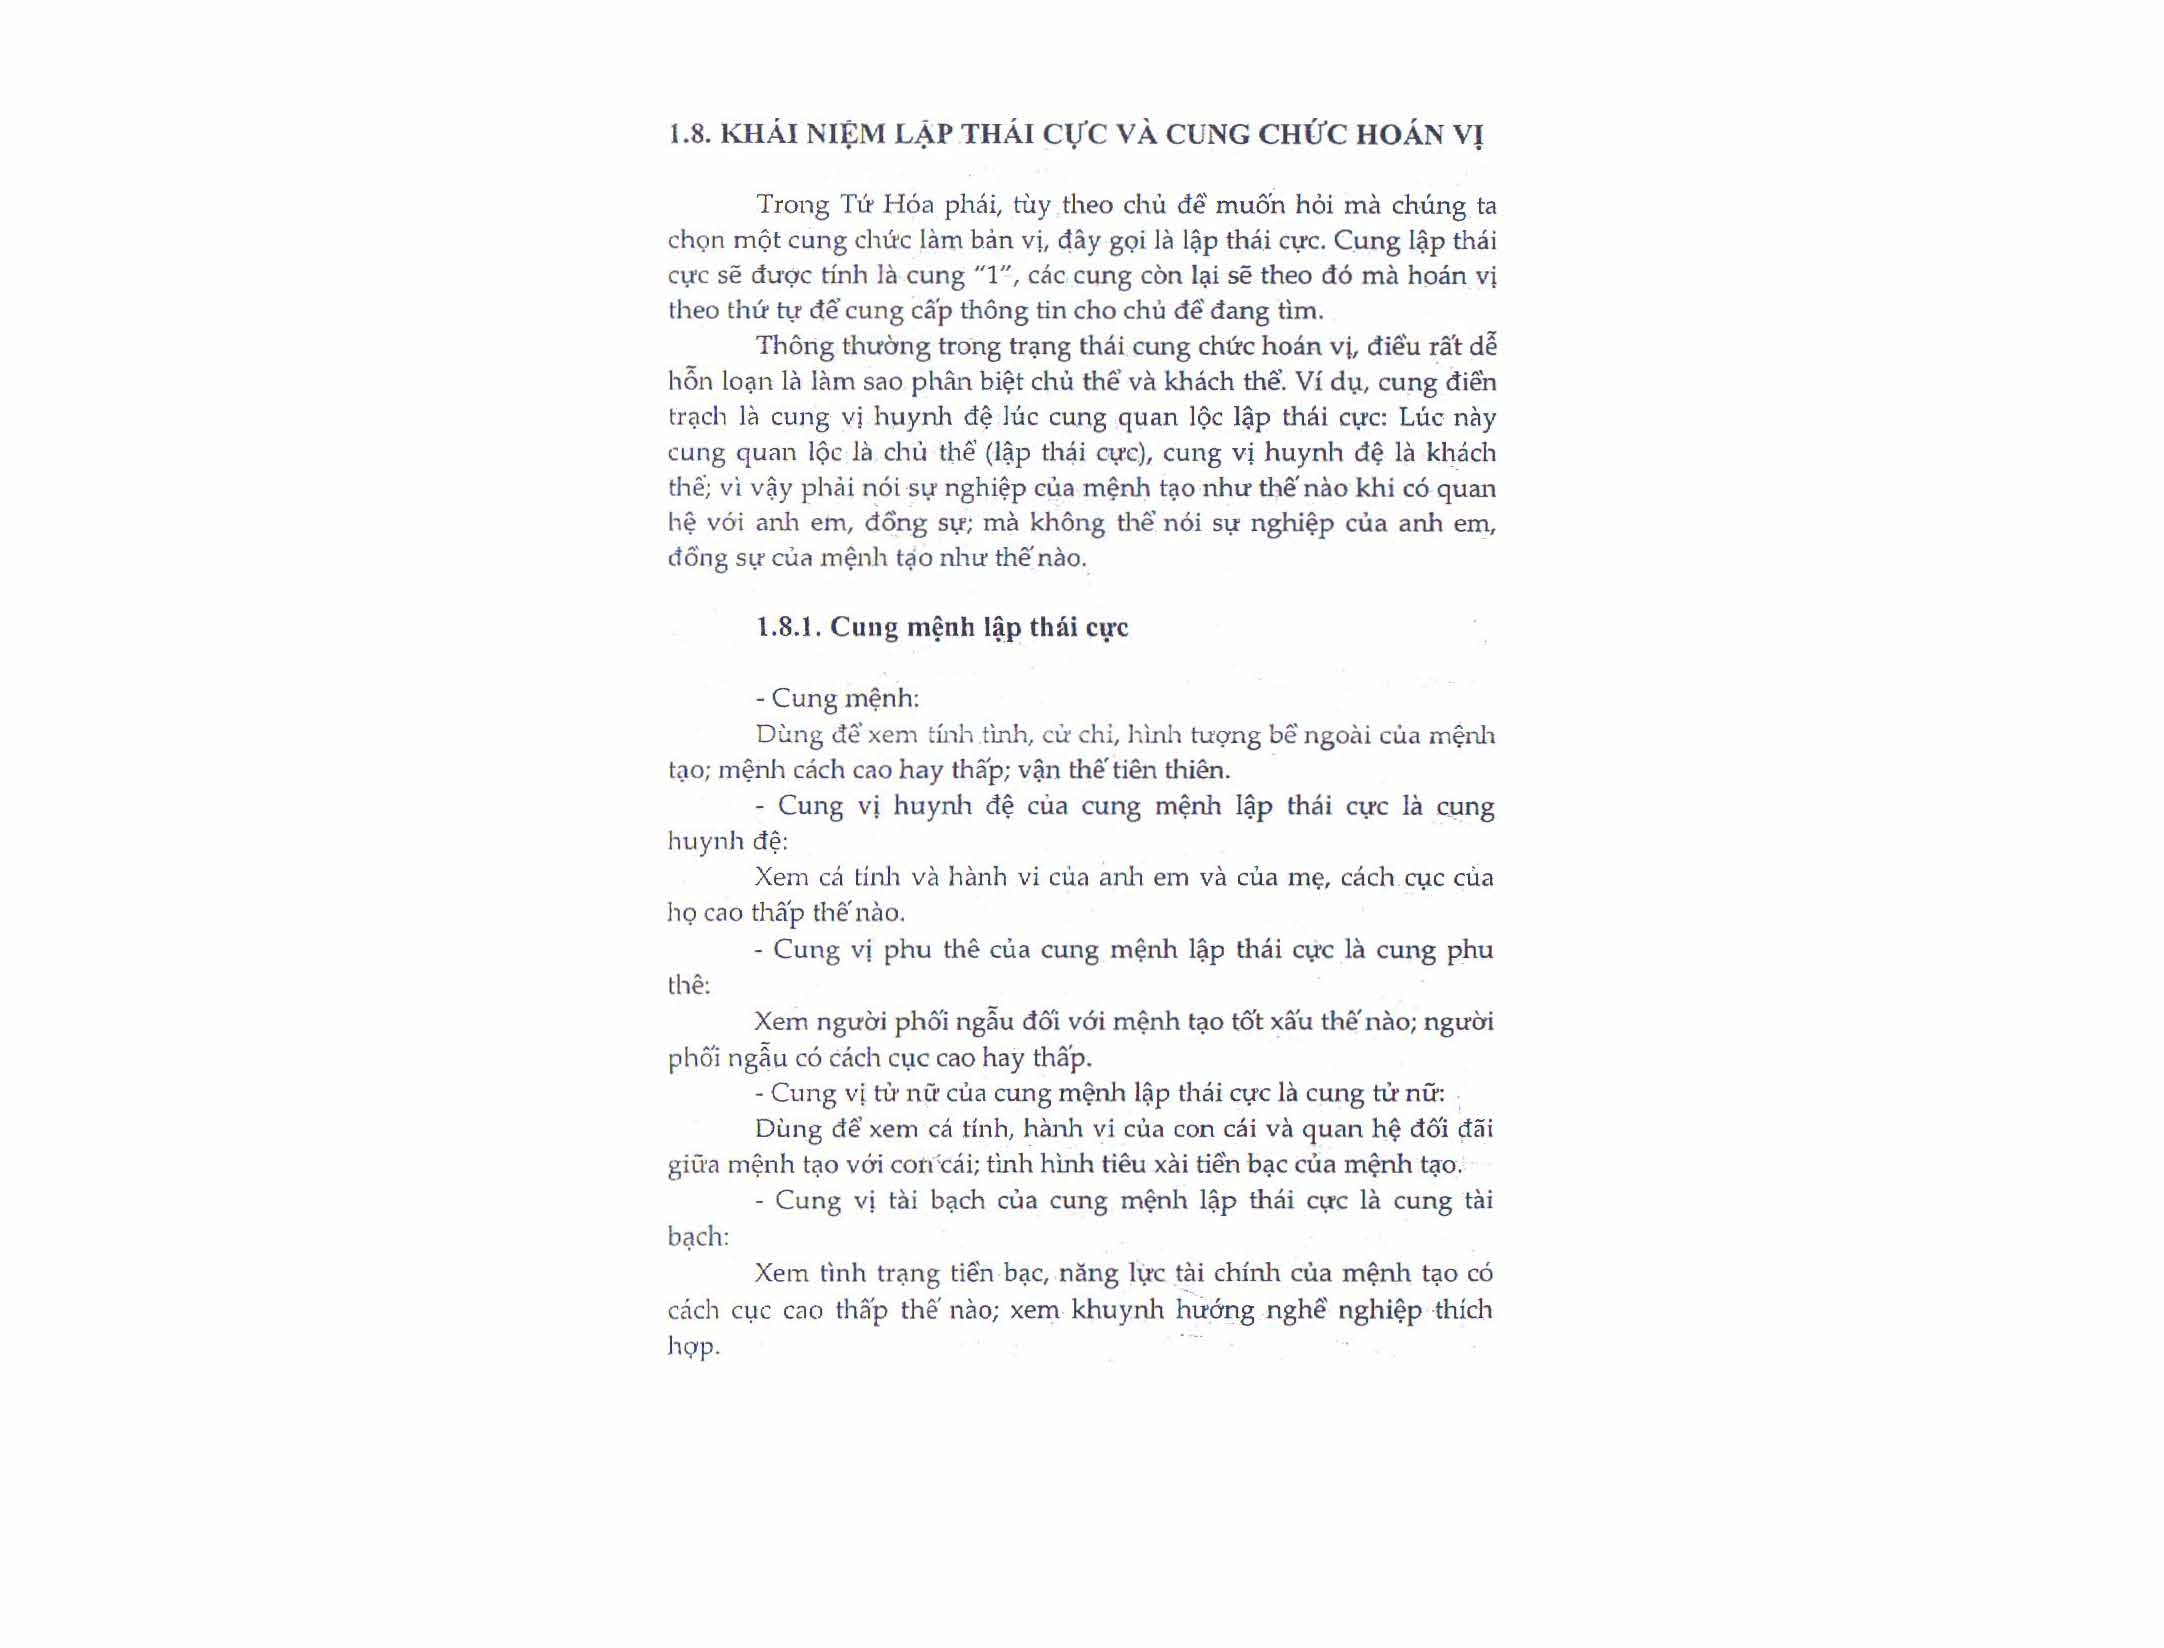 1.8. KHÁI NIỆM LẬP THÁI CỰC VÀ CUNG CHỨC HOÁN VỊ
Trong Tứ Hóa phái, tùy theo chủ đề muốn hỏi mà chúng ta
chọn một cung chức làm bản vị, đây gọi là lập thái cực. Cung lập thái
cực sẽ được tính là cung "1", các cung còn lại sẽ theo đó mà hoán vị
theo thứ tự để cung cấp thông tin cho chủ đề đang tìm.
Thông thường trong trạng thái cung chức hoán vị, điều rất dễ
hỗn loạn là làm sao phân biệt chủ thể và khách thể. Ví dụ, cung điền
trạch là cung vị huynh đệ lúc cung quan lộc lập thái cực: Lúc này
cung quan lộc là chủ thể (lập thái cực), cung vị huynh đệ là khách
thể; vì vậy phải nói sự nghiệp của mệnh tạo như thế nào khi có quan
hệ với anh em, đồng sự; mà không thể nói sự nghiệp của anh em,
đồng sự của mệnh tạo như thế nào.
1.8.1. Cung mệnh lập thái cực
- Cung mệnh:
Dùng để xem tính tình, cử chỉ, hình tượng bề ngoài của mệnh
tạo; mệnh cách cao hay thấp; vận thế tiên thiên.
- Cung vị huynh đệ của cung mệnh lập thái cực là cung
huynh đệ:
Xem cá tính và hành vi của anh em và của mẹ, cách cục của
họ cao thấp thế nào.
- Cung vị phu thê của cung mệnh lập thái cực là cung phu
thê:
Xem người phối ngẫu đối với mệnh tạo tốt xấu thế nào; người
phối ngẫu có cách cục cao hay thấp.
- Cung vị tử nữ của cung mệnh lập thái cực là cung tử nữ:
Dùng để xem cá tính, hành vi của con cái và quan hệ đối đãi
giữa mệnh tạo với con cái; tình hình tiêu xài tiền bạc của mệnh tạo.
- Cung vị tài bạch của cung mệnh lập thái cực là cung tài
bạch:
Xem tình trạng tiền bạc, năng lực tài chính của mệnh tạo có
cách cục cao thấp thế nào; xem khuynh hướng nghề nghiệp thích
hợp.